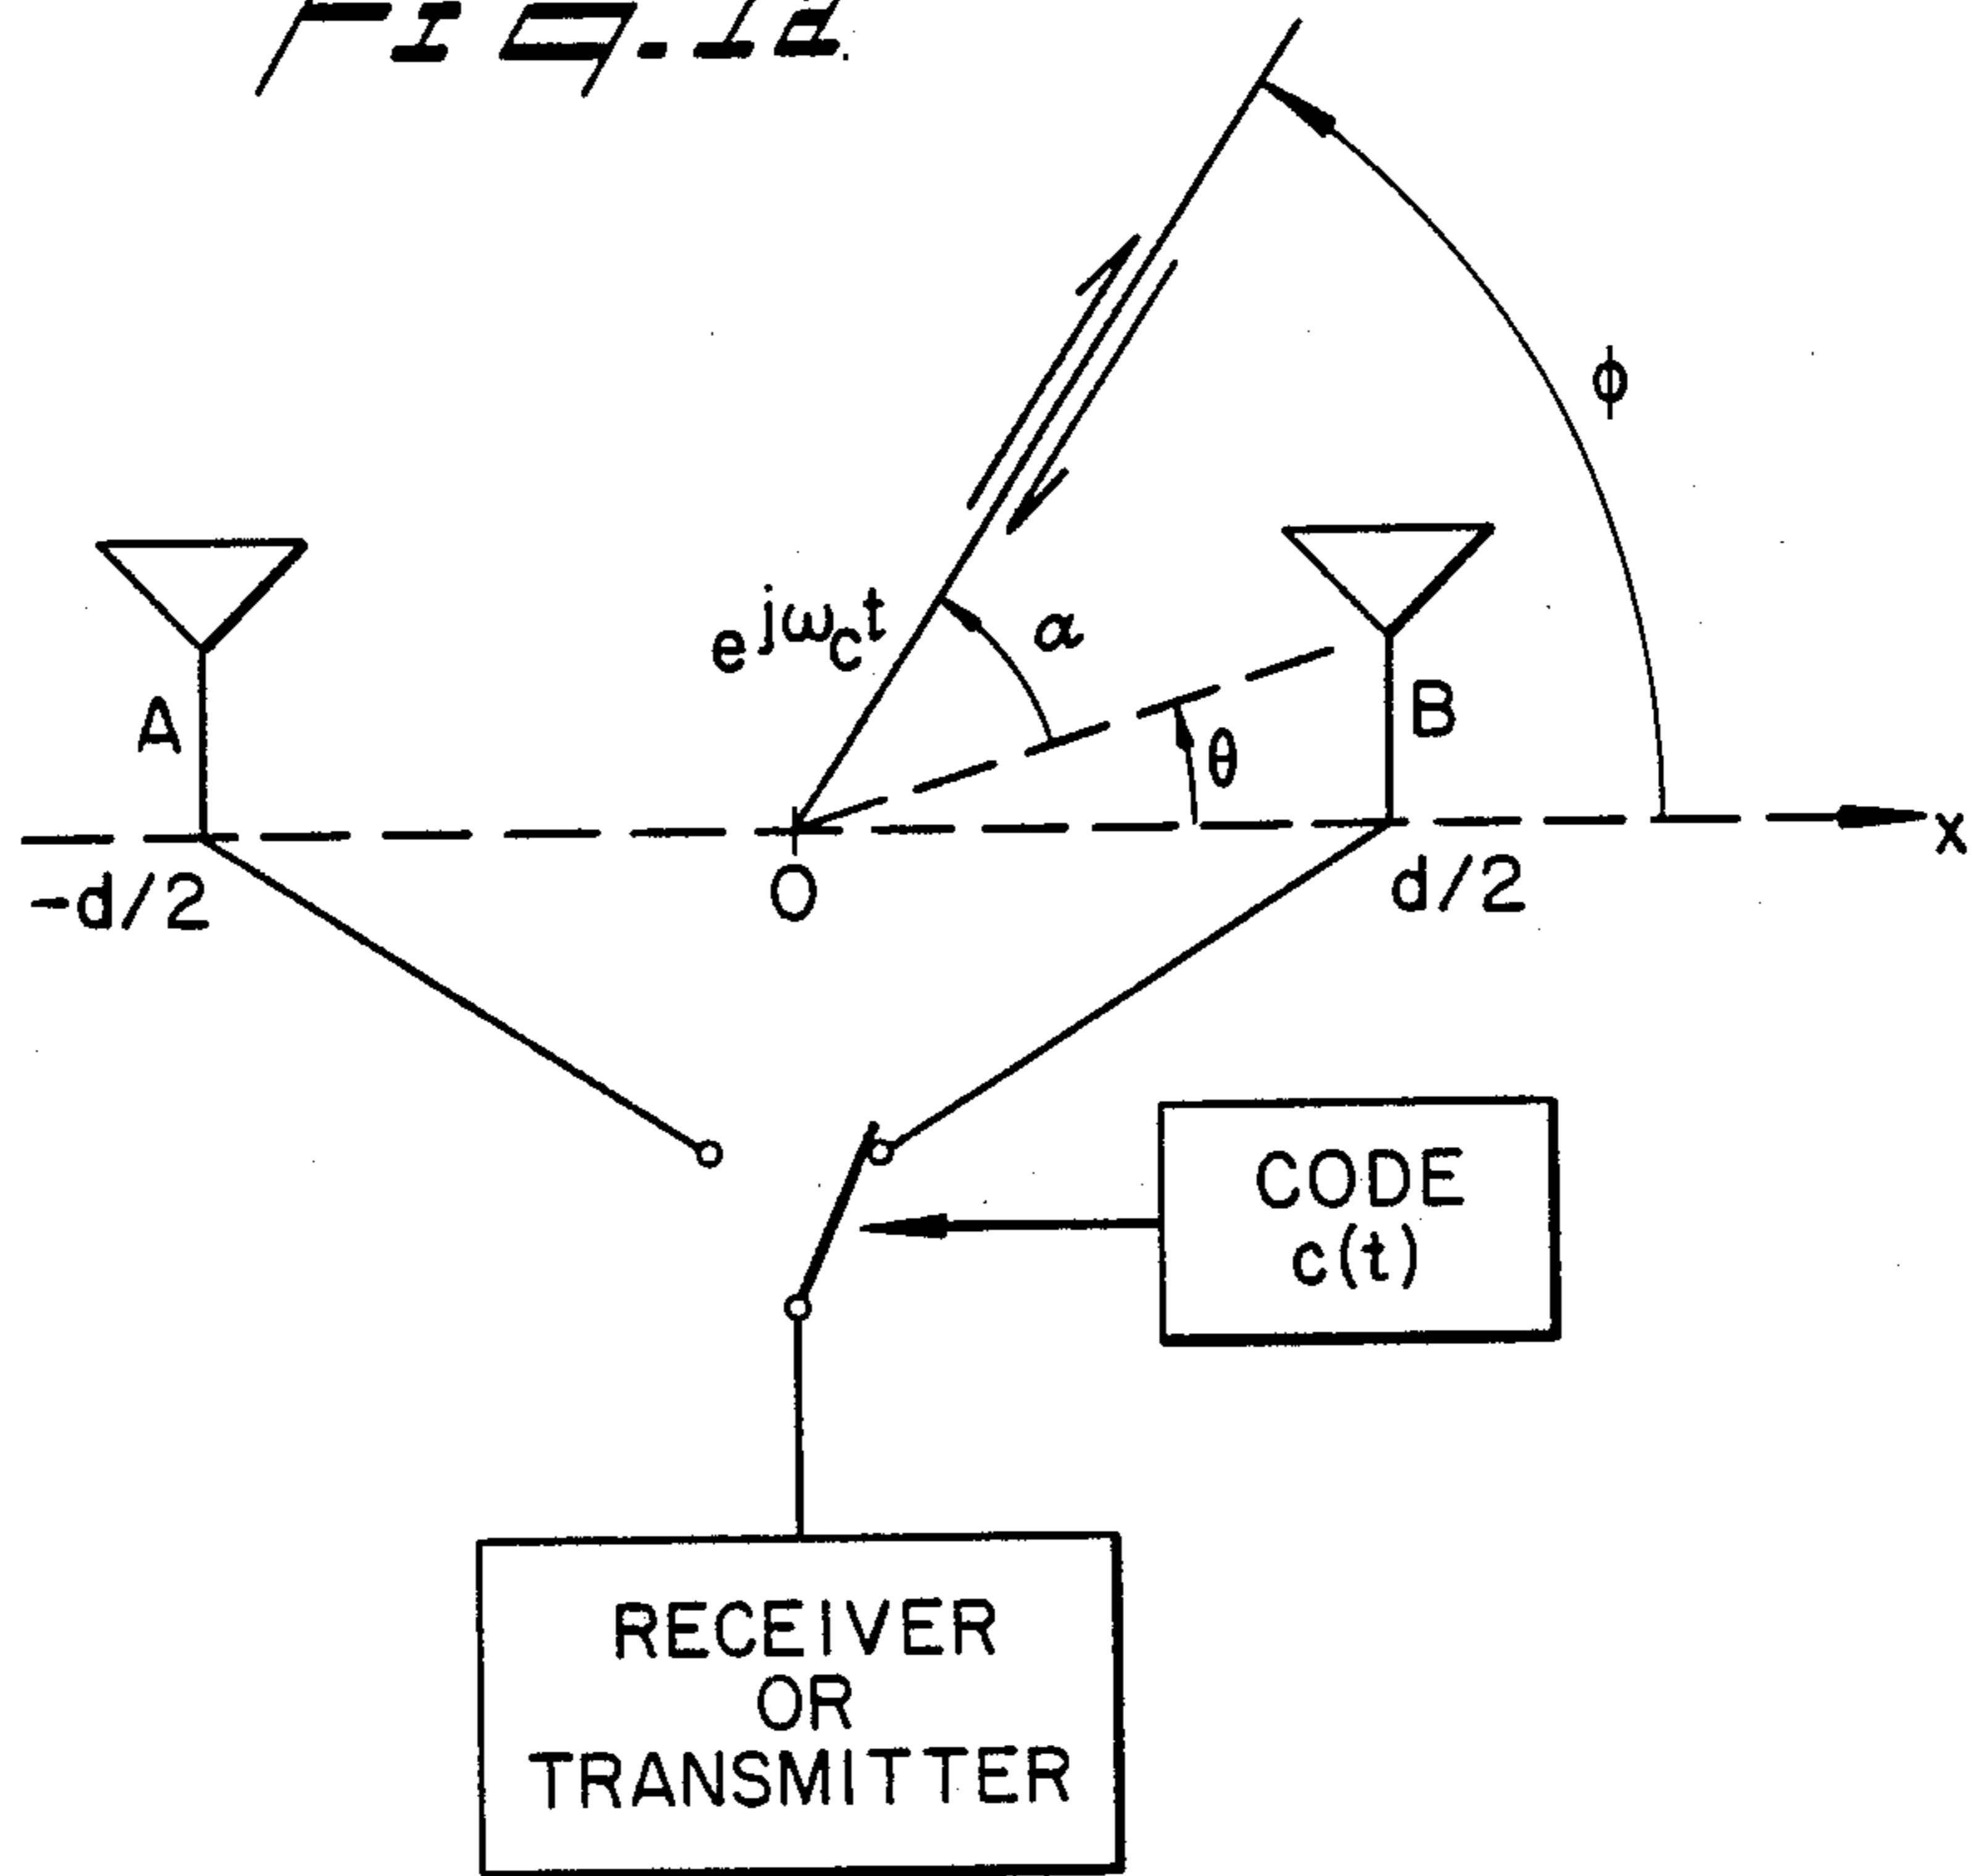 FIG.1a.
ϕ
e^{jω_c t}
α
A
B
θ
x
-d/2
O
d/2
CODE
c(t)
RECEIVER
OR
TRANSMITTER